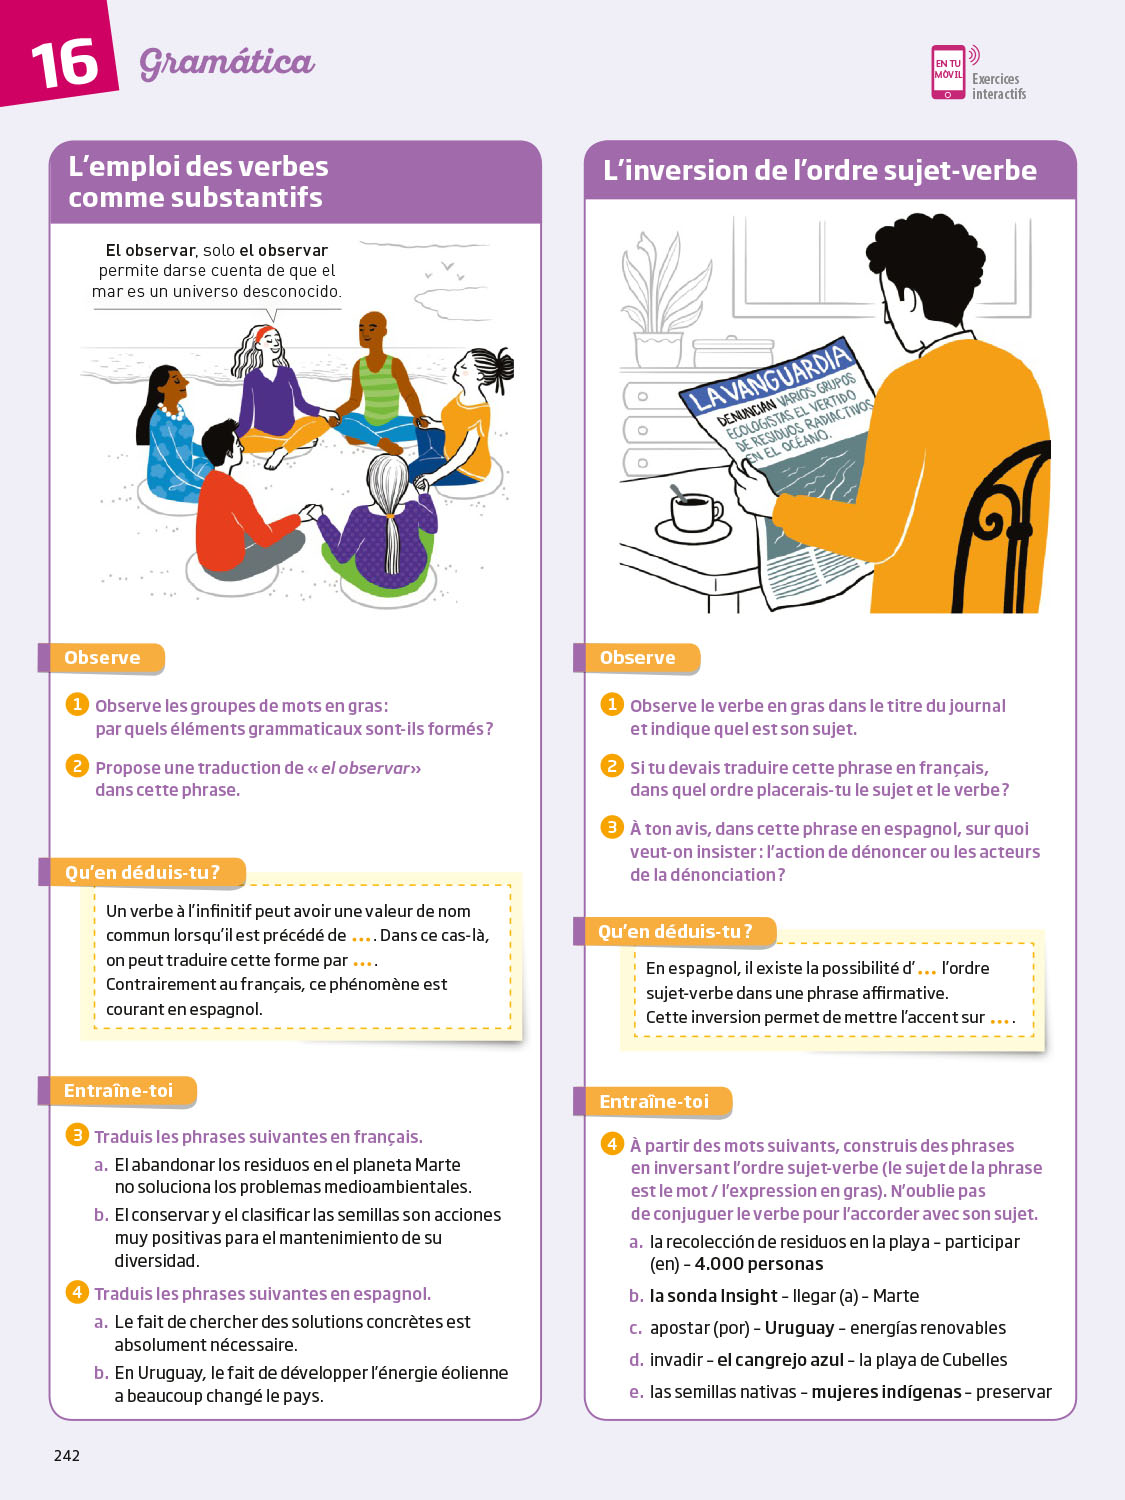 16
Gramática
EN TU
MÓVIL
Exercices
interactifs
L'emploi des verbes
comme substantifs
El observar, solo el observar
permite darse cuenta de que el
mar es un universo desconocido.
Observe
1 Observe les groupes de mots en gras :
par quels éléments grammaticaux sont-ils formés ?
2 Propose une traduction de « el observar »
dans cette phrase.
Qu'en déduis-tu ?
Un verbe à l'infinitif peut avoir une valeur de nom
commun lorsqu'il est précédé de .... Dans ce cas-là,
on peut traduire cette forme par ....
Contrairement au français, ce phénomène est
courant en espagnol.
Entraîne-toi
3 Traduis les phrases suivantes en français.
a. El abandonar los residuos en el planeta Marte
no soluciona los problemas medioambientales.
b. El conservar y el clasificar las semillas son acciones
muy positivas para el mantenimiento de su
diversidad.
4 Traduis les phrases suivantes en espagnol.
a. Le fait de chercher des solutions concrètes est
absolument nécessaire.
b. En Uruguay, le fait de développer l'énergie éolienne
a beaucoup changé le pays.
L'inversion de l'ordre sujet-verbe
LA VANGUARDIA
DENUNCIAN VARIOS GRUPOS
ECOLOGISTAS EL VERTIDO
DE RESIDUOS RADIACTIVOS
EN EL OCÉANO.
Observe
1 Observe le verbe en gras dans le titre du journal
et indique quel est son sujet.
2 Si tu devais traduire cette phrase en français,
dans quel ordre placerais-tu le sujet et le verbe ?
3 À ton avis, dans cette phrase en espagnol, sur quoi
veut-on insister : l'action de dénoncer ou les acteurs
de la dénonciation ?
Qu'en déduis-tu ?
En espagnol, il existe la possibilité d'... l'ordre
sujet-verbe dans une phrase affirmative.
Cette inversion permet de mettre l'accent sur ... .
Entraîne-toi
4 À partir des mots suivants, construis des phrases
en inversant l'ordre sujet-verbe (le sujet de la phrase
est le mot / l'expression en gras). N'oublie pas
de conjuguer le verbe pour l'accorder avec son sujet.
a. la recolección de residuos en la playa – participar
(en) – 4.000 personas
b. la sonda Insight – llegar (a) – Marte
c. apostar (por) – Uruguay – energías renovables
d. invadir – el cangrejo azul – la playa de Cubelles
e. las semillas nativas – mujeres indígenas – preservar
242